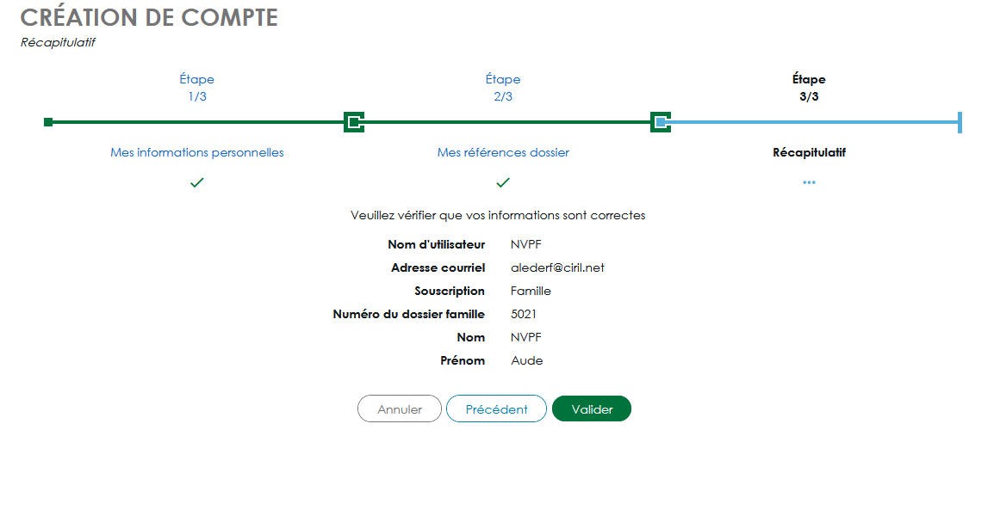 CRÉATION DE COMPTE
Récapitulatif
Étape Étape Étape
1/3 2/3 3/3
Mes informations personnelles Mes références dossier Récapitulatif
Veuillez vérifier que vos informations sont correctes
Nom d'utilisateur NVPF
Adresse courriel alederf@ciril.net
Souscription Famille
Numéro du dossier famille 5021
Nom NVPF
Prénom Aude
Annuler Précédent Valider